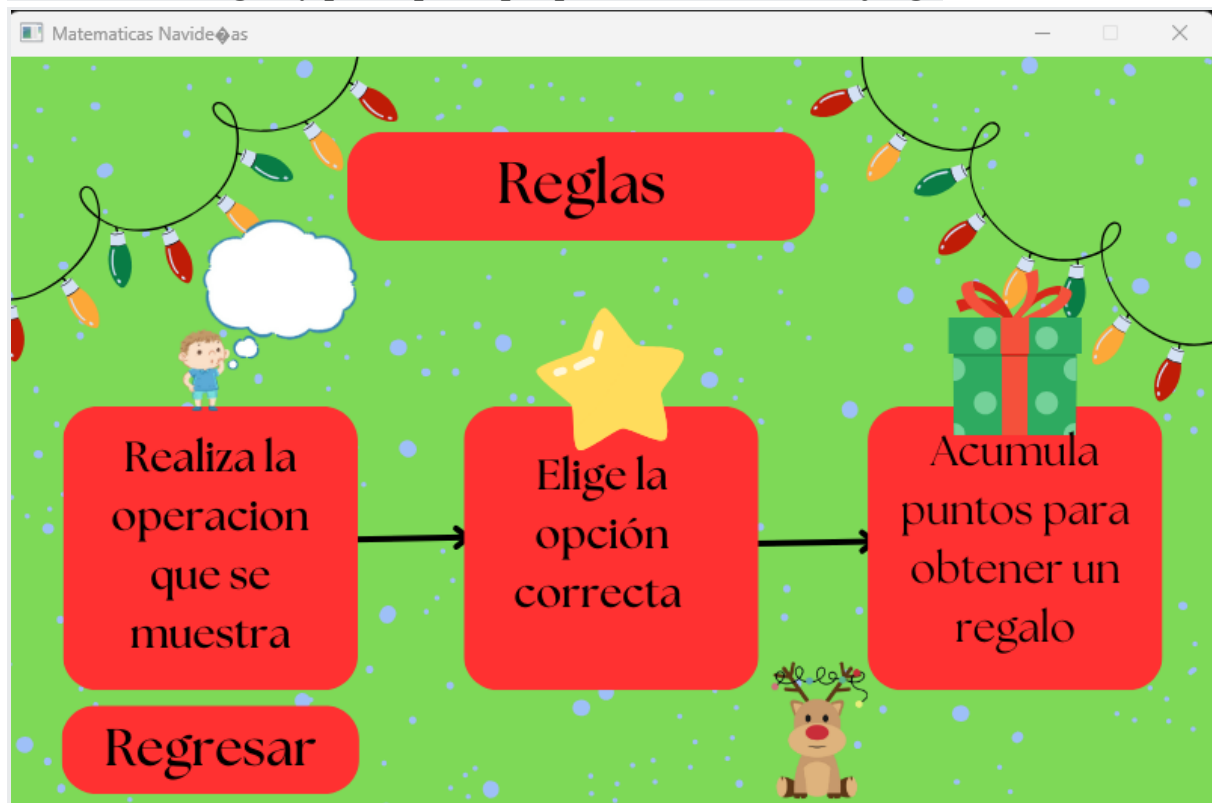 Matematicas Navide�as
Reglas
Realiza la
operacion
que se
muestra
Elige la
opción
correcta
Acumula
puntos para
obtener un
regalo
Regresar